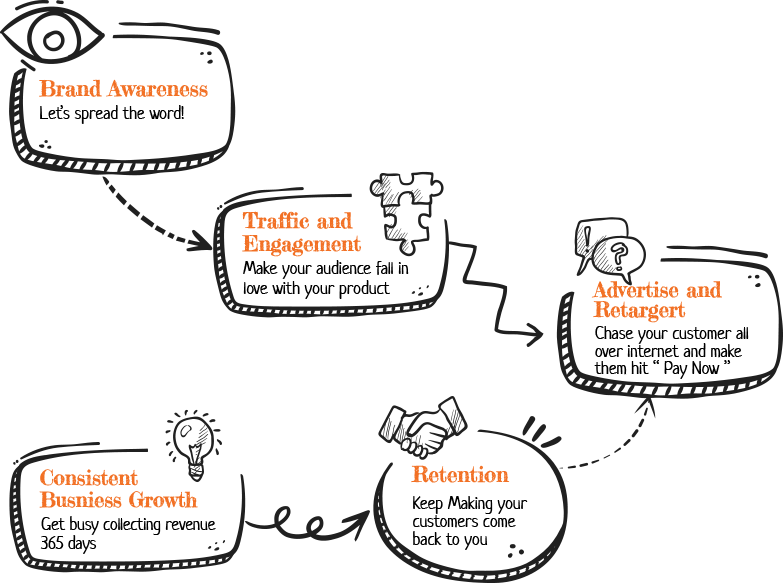 Brand Awareness
Let's spread the word!
Traffic and
Engagement
Make your audience fall in
love with your product
!
?
Advertise and
Retargert
Chase your customer all
over internet and make
them hit “ Pay Now ”
Consistent
Busniess Growth
Get busy collecting revenue
365 days
Retention
Keep Making your
customers come
back to you